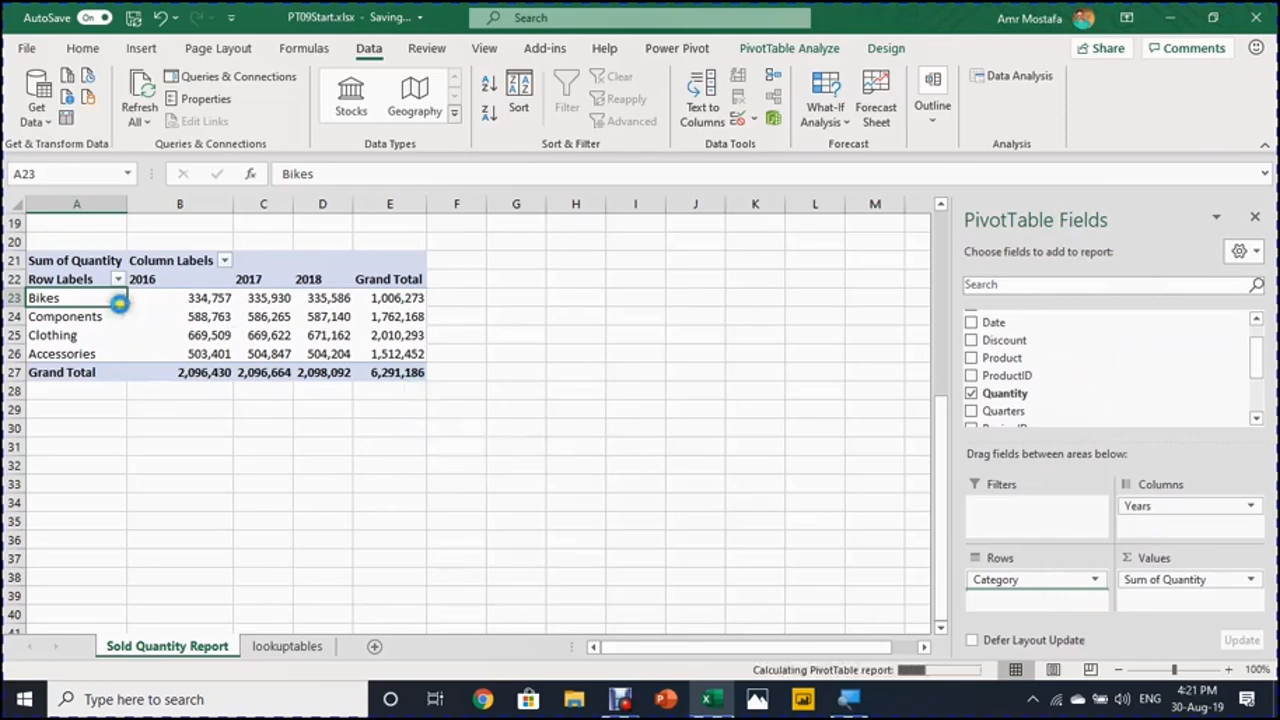 AutoSave On PT09Start.xlsx - Saving... Search Amr Mostafa
File Home Insert Page Layout Formulas Data Review View Add-ins Help Power Pivot PivotTable Analyze Design Share Comments
Get Data
Refresh All
Queries & Connections
Properties
Edit Links
Stocks
Geography
Sort
Filter
Clear
Reapply
Advanced
Text to Columns
What-If Analysis
Forecast Sheet
Outline
Data Analysis
Get & Transform Data Queries & Connections Data Types Sort & Filter Data Tools Forecast Analysis
A23 fx Bikes
A B C D E F G H I J K L M
19
20
21 Sum of Quantity Column Labels
22 Row Labels 2016 2017 2018 Grand Total
23 Bikes 334,757 335,930 335,586 1,006,273
24 Components 588,763 586,265 587,140 1,762,168
25 Clothing 669,509 669,622 671,162 2,010,293
26 Accessories 503,401 504,847 504,204 1,512,452
27 Grand Total 2,096,430 2,096,664 2,098,092 6,291,186
28
29
30
31
32
33
34
35
36
37
38
39
40
PivotTable Fields
Choose fields to add to report:
Search
Date
Discount
Product
ProductID
Quantity
Quarters
Drag fields between areas below:
Filters Columns
Years
Rows Σ Values
Category Sum of Quantity
Defer Layout Update Update
Sold Quantity Report lookuptables
Calculating PivotTable report: 100%
Type here to search ENG 4:21 PM
30-Aug-19